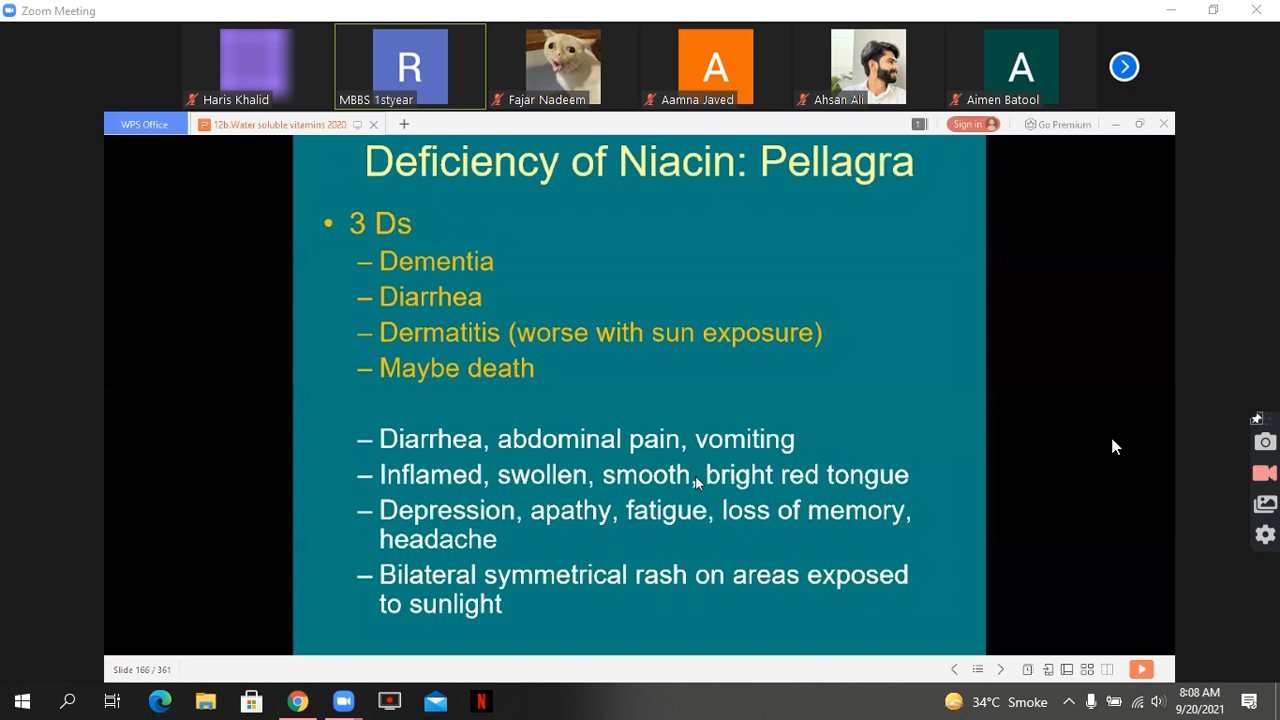 Zoom Meeting
R
A
A
Haris Khalid
MBBS 1styear
Fajar Nadeem
Aamna Javed
Ahsan Ali
Aimen Batool
WPS Office
12b.Water soluble vitamins 2020
1
Sign in
Go Premium
Deficiency of Niacin: Pellagra
• 3 Ds
– Dementia
– Diarrhea
– Dermatitis (worse with sun exposure)
– Maybe death
– Diarrhea, abdominal pain, vomiting
– Inflamed, swollen, smooth, bright red tongue
– Depression, apathy, fatigue, loss of memory,
headache
– Bilateral symmetrical rash on areas exposed
to sunlight
Slide 166 / 361
N
34°C Smoke
8:08 AM
9/20/2021